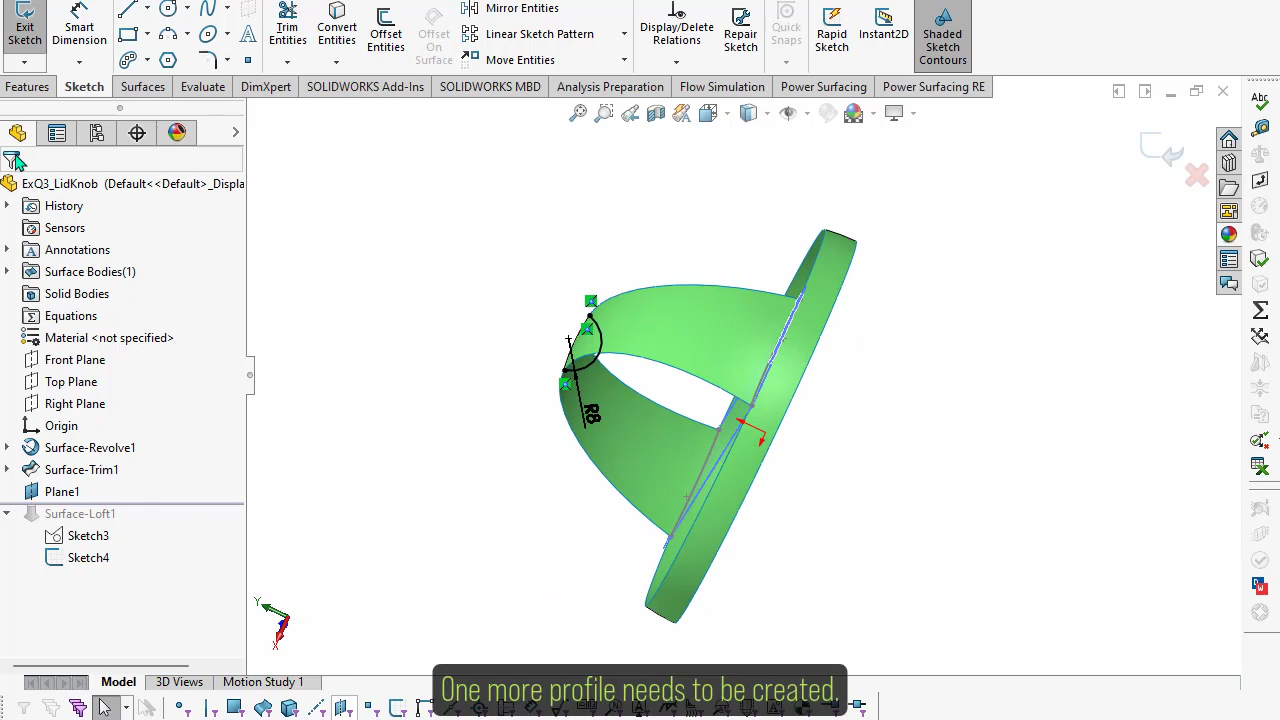 Mirror Entities
Exit Sketch
Smart Dimension
Trim Entities
Convert Entities
Offset Entities
Offset On Surface
Linear Sketch Pattern
Move Entities
Display/Delete Relations
Repair Sketch
Quick Snaps
Rapid Sketch
Instant2D
Shaded Sketch Contours
Features
Sketch
Surfaces
Evaluate
DimXpert
SOLIDWORKS Add-Ins
SOLIDWORKS MBD
Analysis Preparation
Flow Simulation
Power Surfacing
Power Surfacing RE
ExQ3_LidKnob (Default<<Default>_Displa
History
Sensors
Annotations
Surface Bodies(1)
Solid Bodies
Equations
Material <not specified>
Front Plane
Top Plane
Right Plane
Origin
Surface-Revolve1
Surface-Trim1
Plane1
Surface-Loft1
Sketch3
Sketch4
R8
Y
X
Abc
One more profile needs to be created.
Model
3D Views
Motion Study 1